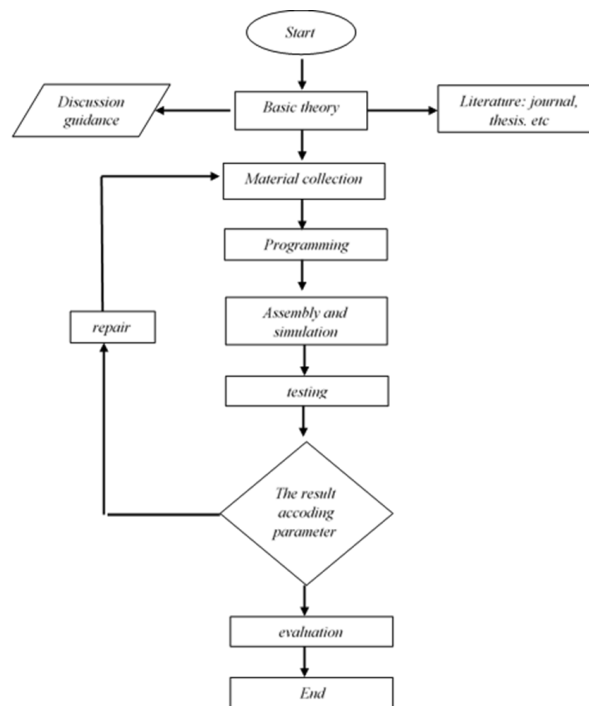 Start
Discussion
guidance
Basic theory
Literature: journal,
thesis. etc
Material collection
Programming
Assembly and
simulation
repair
testing
The result
accoding
parameter
evaluation
End